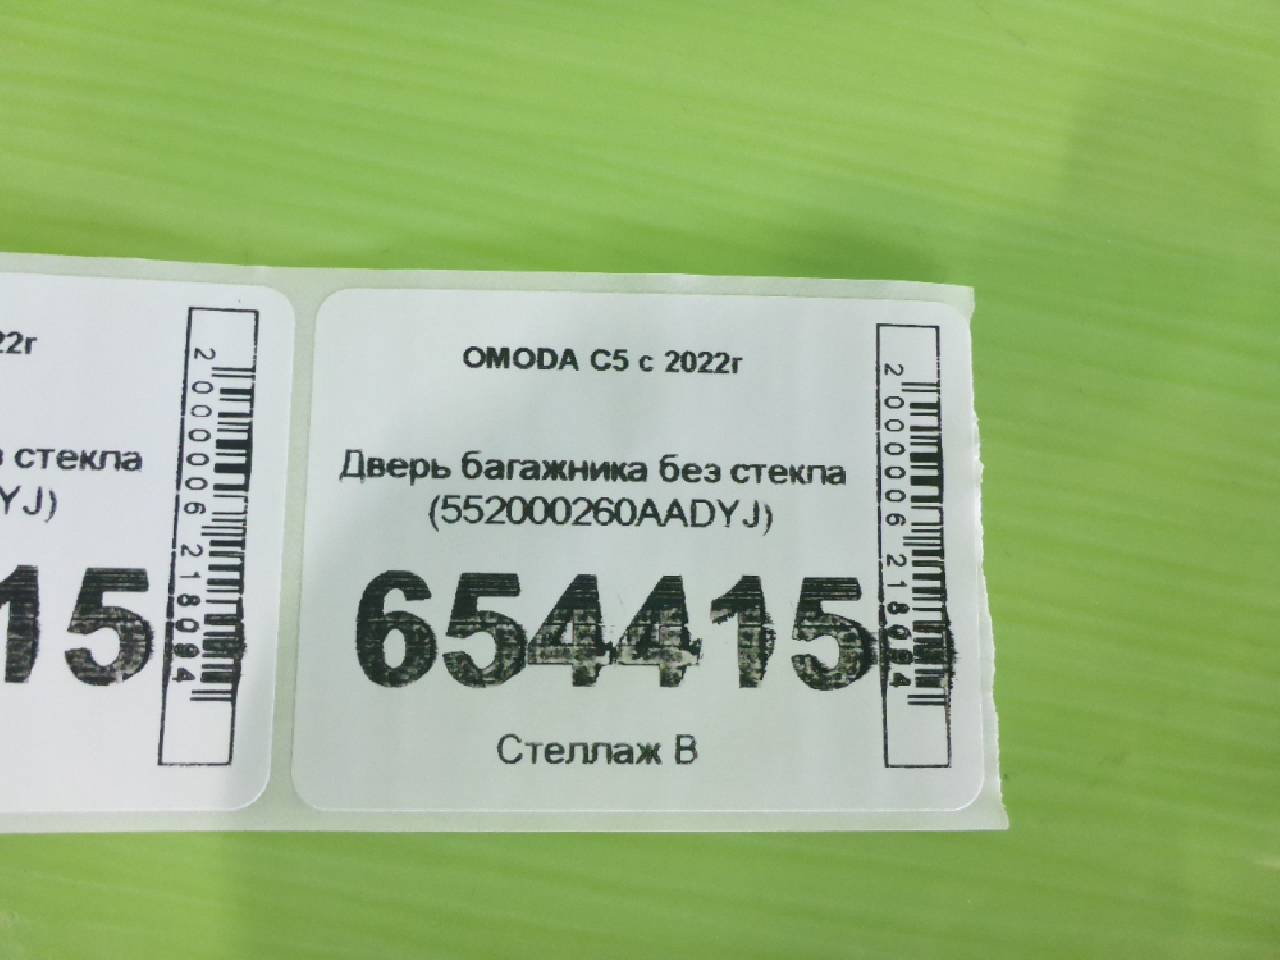 22г
з стекла
YJ)
15
2000006218094
OMODA C5 с 2022г
Дверь багажника без стекла
(552000260AADYJ)
654415
Стеллаж В
2000006218094